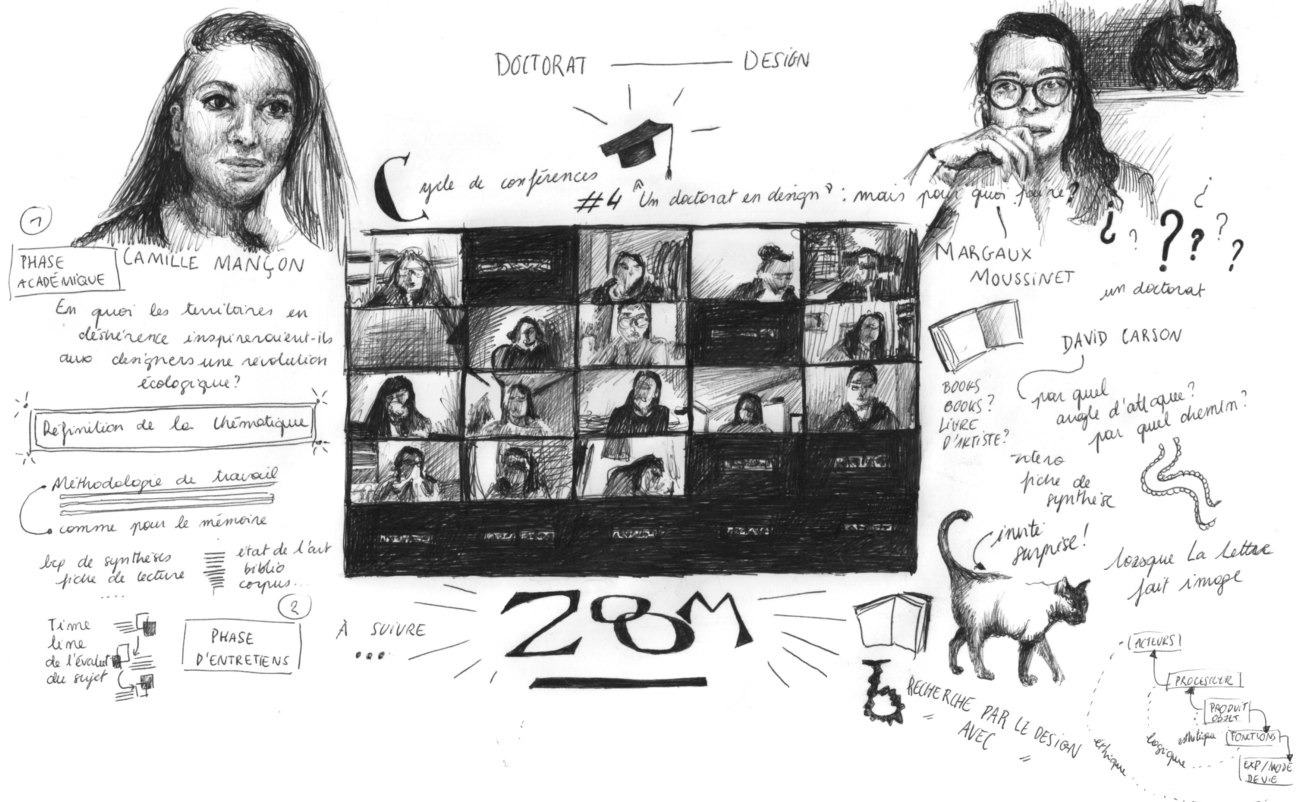 DOCTORAT — DESIGN
Cycle de conférences
#4 "Un doctorat en design" : mais pour quoi faire ?
1
PHASE
ACADÉMIQUE
CAMILLE MANÇON
En quoi les territoires en
déshérence inspireraient-ils
aux designers une révolution
écologique ?
Définition de la thématique
Méthodologie de travail
comme pour le mémoire
bcp de synthèses
fiche de lecture
....
état de l'art
biblio
corpus...
Time
line
de l'évolut°
du sujet
2
PHASE
D'ENTRETIENS
À SUIVRE
...
ZOOM
MARGAUX
MOUSSINET
¿ ? ? ? ? ¿ ?
un doctorat
DAVID CARSON
BOOKS
BOOKS ?
LIVRE
D'ARTISTE ?
par quel
angle d'attaque ?
par quel chemin ?
fiche de
synthèse
invité
surprise !
lorsque La lettre
fait image
b
RECHERCHE PAR LE DESIGN
= AVEC =
ACTEURS
PROCESSUS
PRODUIT
OBJET
FONCTIONS
EXP/MODE
DE VIE
éthique
logique
esthétique